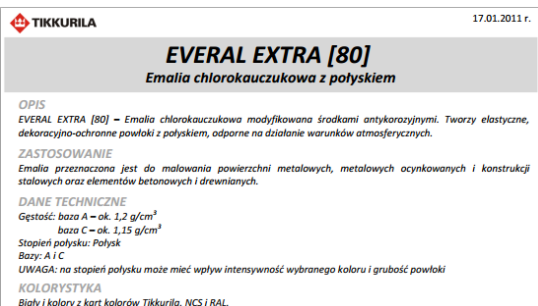 TIKKURILA
17.01.2011 r.
EVERAL EXTRA [80]
Emalia chlorokauczukowa z połyskiem
OPIS
EVERAL EXTRA [80] – Emalia chlorokauczukowa modyfikowana środkami antykorozyjnymi. Tworzy elastyczne,
dekoracyjno-ochronne powłoki z połyskiem, odporne na działanie warunków atmosferycznych.
ZASTOSOWANIE
Emalia przeznaczona jest do malowania powierzchni metalowych, metalowych ocynkowanych i konstrukcji
stalowych oraz elementów betonowych i drewnianych.
DANE TECHNICZNE
Gęstość: baza A – ok. 1,2 g/cm³
baza C – ok. 1,15 g/cm³
Stopień połysku: Połysk
Bazy: A i C
UWAGA: na stopień połysku może mieć wpływ intensywność wybranego koloru i grubość powłoki
KOLORYSTYKA
Biały i kolory z kart kolorów Tikkurila, NCS i RAL.